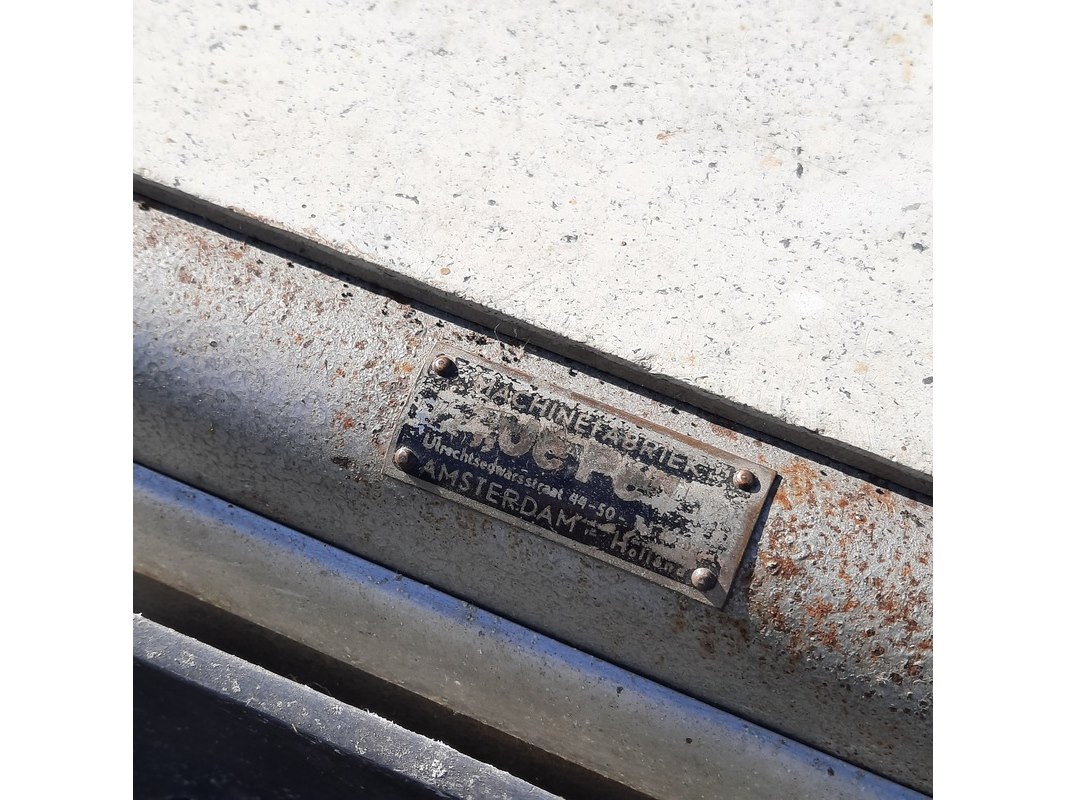 MACHINEFABRIEK
Utrechtsedwarsstraat 44-50-
AMSTERDAM
Holland